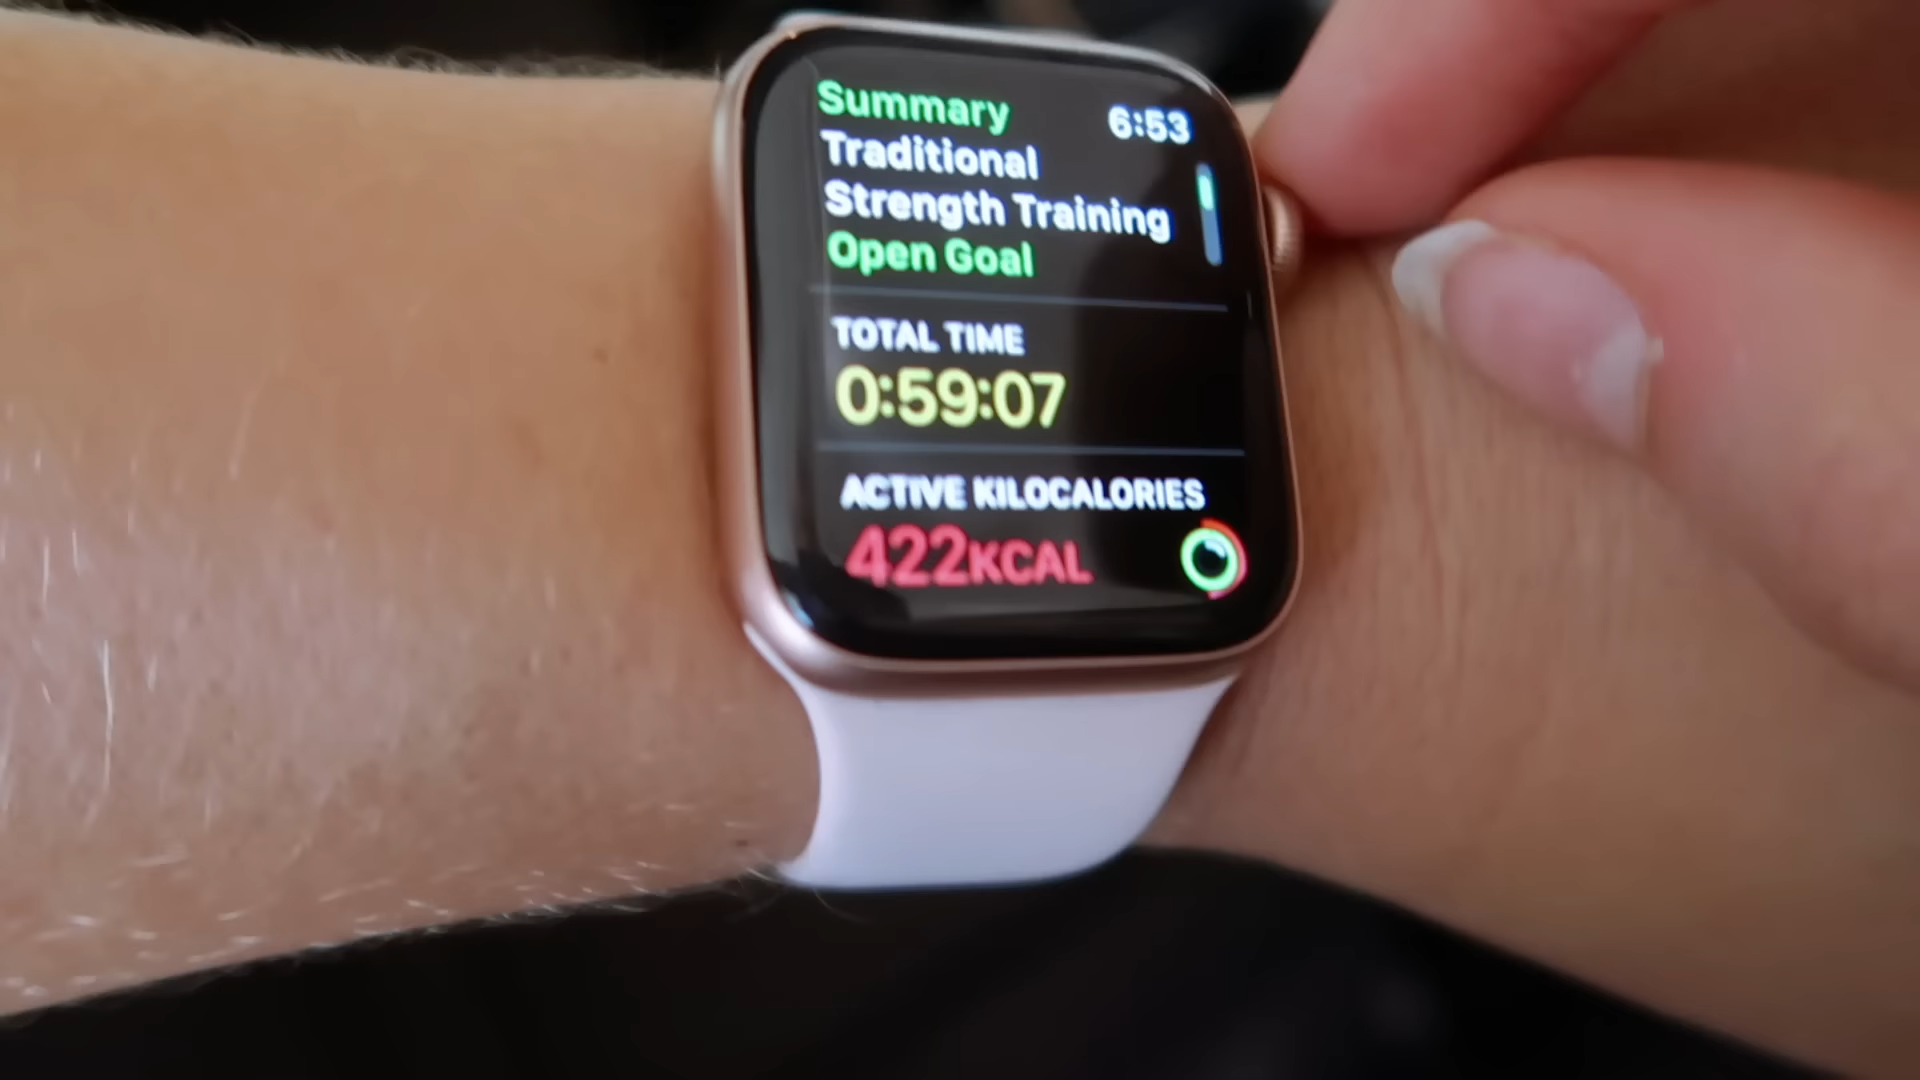 Summary
6:53
Traditional
Strength Training
Open Goal
TOTAL TIME
0:59:07
ACTIVE KILOCALORIES
422KCAL